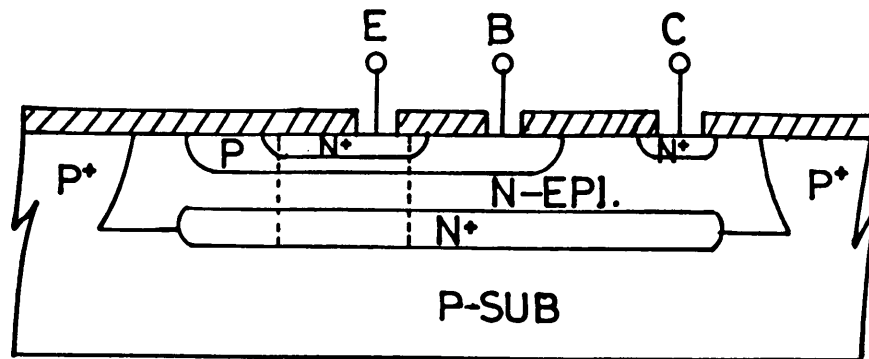 E B C
P N⁺ N⁺
P⁺ P⁺
N-EPI.
N⁺
P-SUB